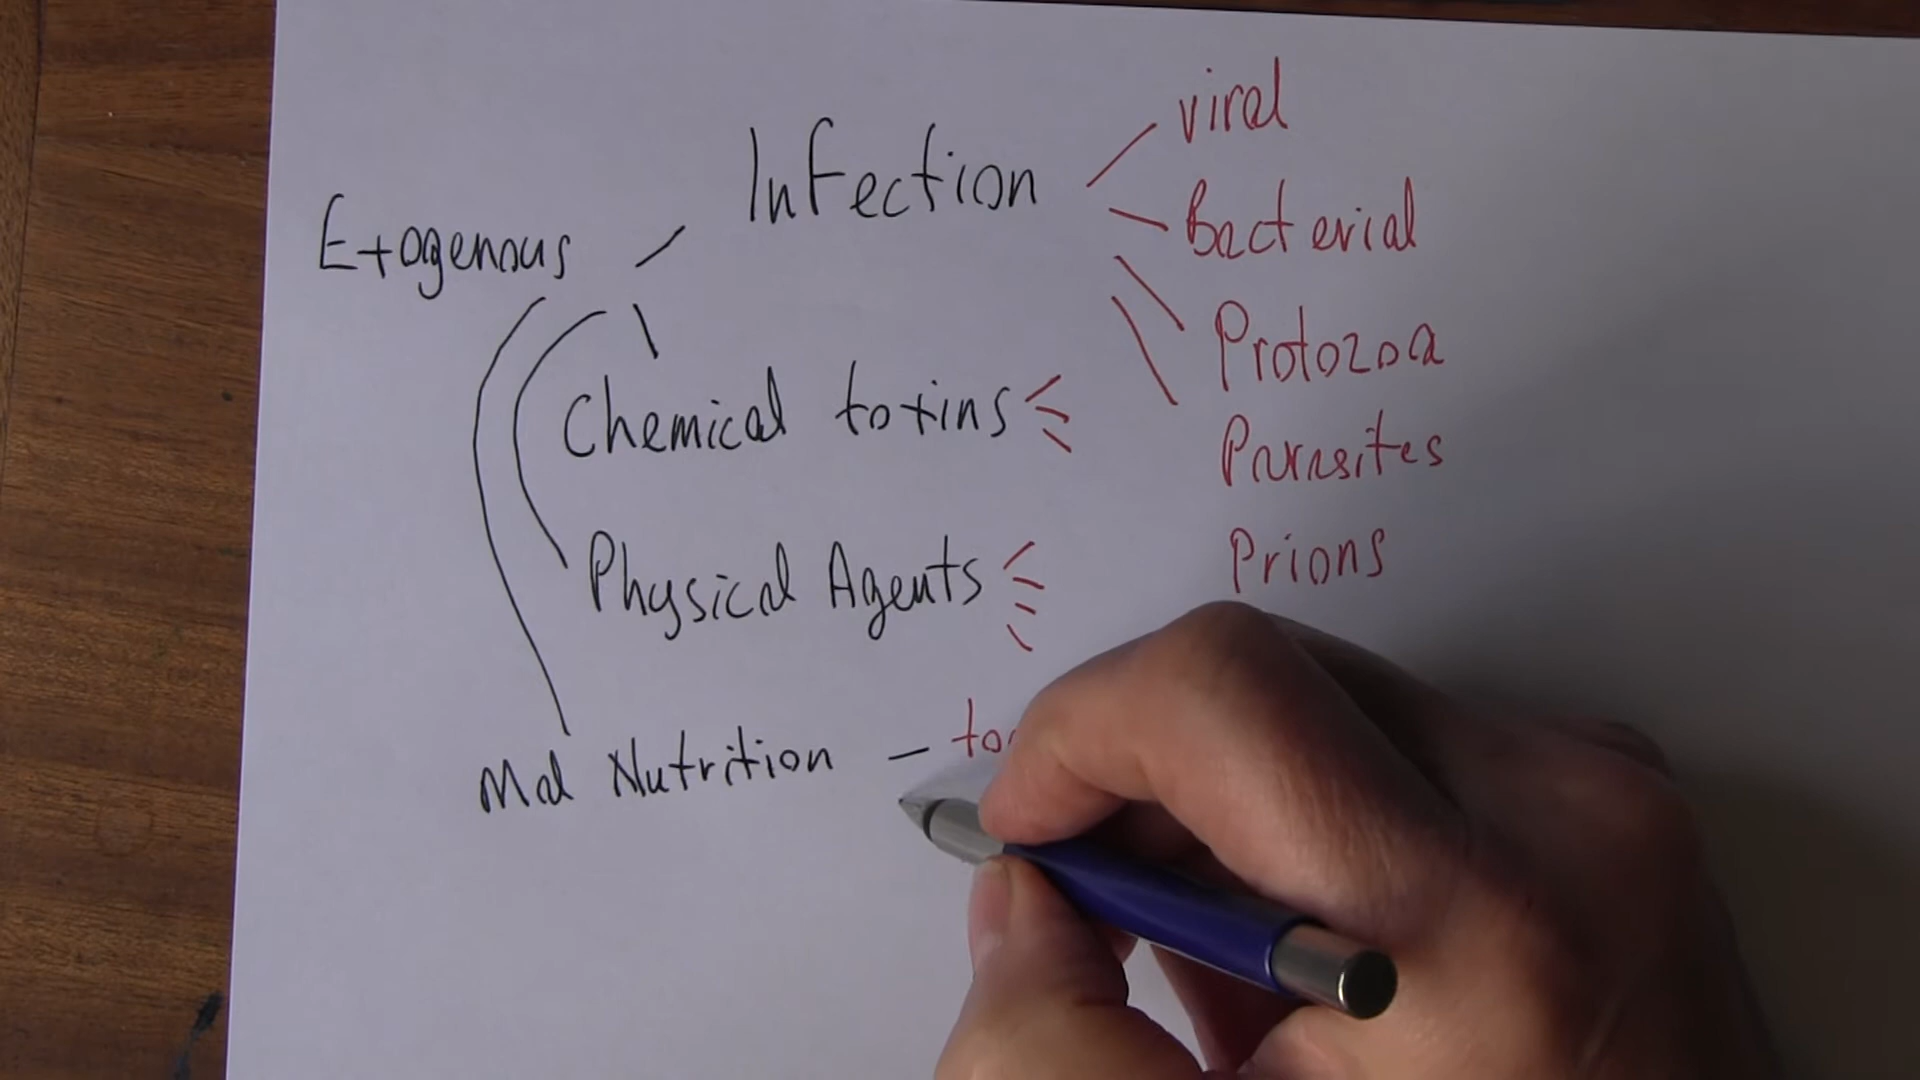 Exogenous
Infection
viral
Bacterial
Protozoa
Parasites
Prions
Chemical toxins
Physical Agents
Mal Nutrition –